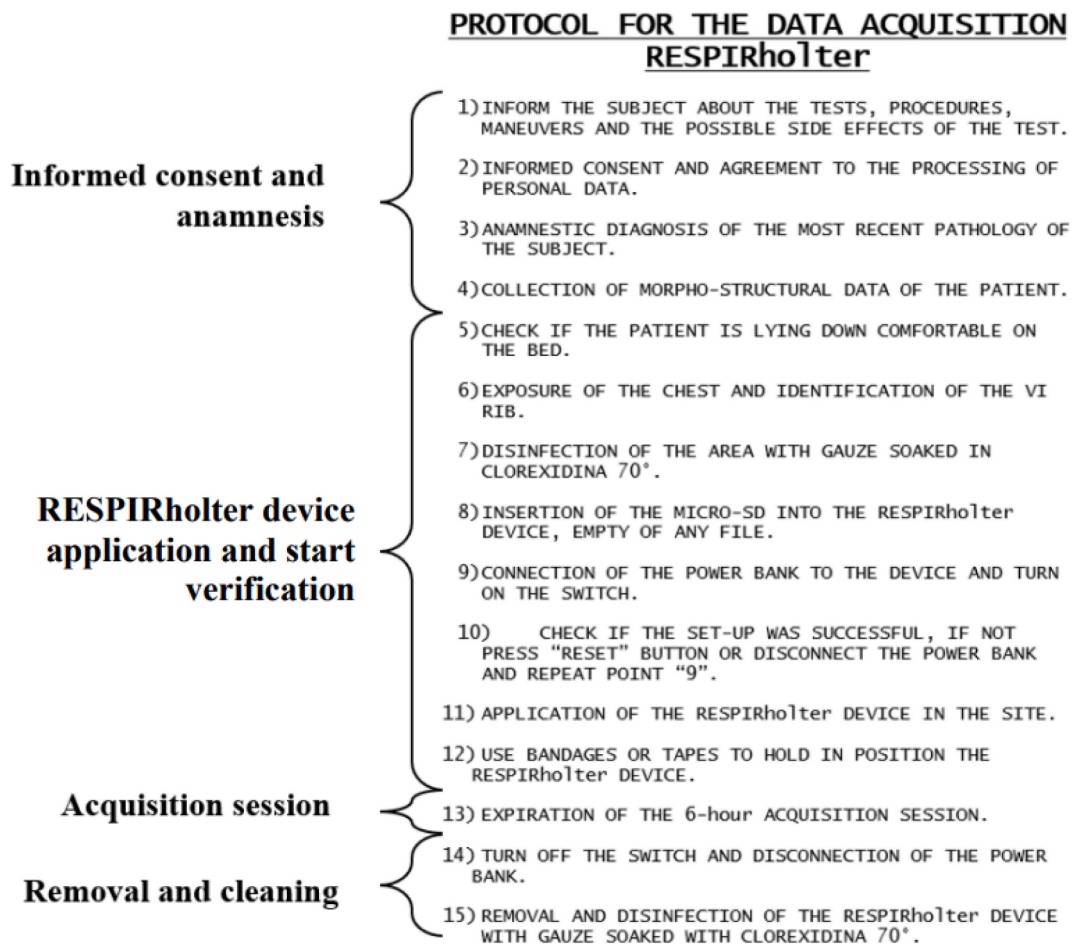 PROTOCOL FOR THE DATA ACQUISITION
RESPIRholter
Informed consent and
anamnesis
1) INFORM THE SUBJECT ABOUT THE TESTS, PROCEDURES,
MANEUVERS AND THE POSSIBLE SIDE EFFECTS OF THE TEST.
2) INFORMED CONSENT AND AGREEMENT TO THE PROCESSING OF
PERSONAL DATA.
3) ANAMNESTIC DIAGNOSIS OF THE MOST RECENT PATHOLOGY OF
THE SUBJECT.
4) COLLECTION OF MORPHO-STRUCTURAL DATA OF THE PATIENT.
RESPIRholter device
application and start
verification
5) CHECK IF THE PATIENT IS LYING DOWN COMFORTABLE ON
THE BED.
6) EXPOSURE OF THE CHEST AND IDENTIFICATION OF THE VI
RIB.
7) DISINFECTION OF THE AREA WITH GAUZE SOAKED IN
CLOREXIDINA 70°.
8) INSERTION OF THE MICRO-SD INTO THE RESPIRholter
DEVICE, EMPTY OF ANY FILE.
9) CONNECTION OF THE POWER BANK TO THE DEVICE AND TURN
ON THE SWITCH.
10) CHECK IF THE SET-UP WAS SUCCESSFUL, IF NOT
PRESS “RESET” BUTTON OR DISCONNECT THE POWER BANK
AND REPEAT POINT “9”.
11) APPLICATION OF THE RESPIRholter DEVICE IN THE SITE.
12) USE BANDAGES OR TAPES TO HOLD IN POSITION THE
RESPIRholter DEVICE.
Acquisition session
13) EXPIRATION OF THE 6-hour ACQUISITION SESSION.
Removal and cleaning
14) TURN OFF THE SWITCH AND DISCONNECTION OF THE POWER
BANK.
15) REMOVAL AND DISINFECTION OF THE RESPIRholter DEVICE
WITH GAUZE SOAKED WITH CLOREXIDINA 70°.